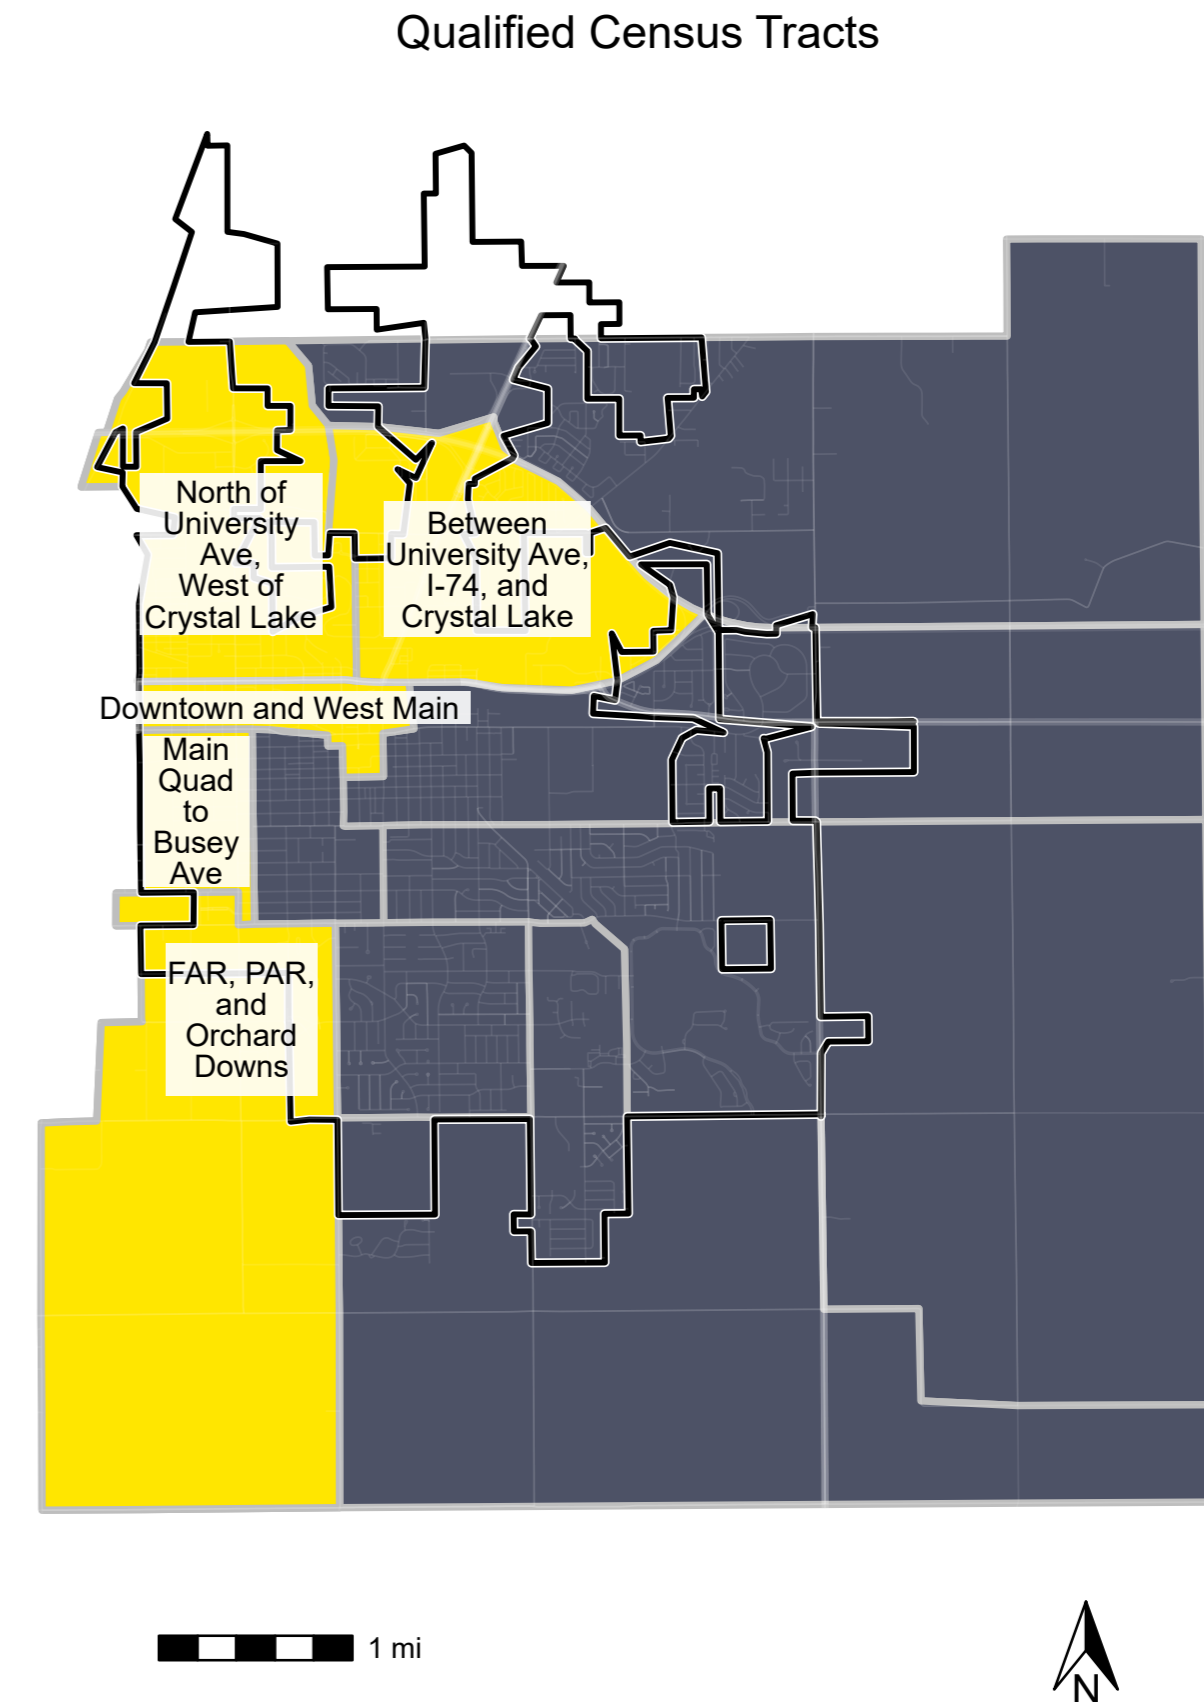 Qualified Census Tracts
North of
University
Ave,
West of
Crystal Lake
Between
University Ave,
I-74, and
Crystal Lake
Downtown and West Main
Main
Quad
to
Busey
Ave
FAR, PAR,
and
Orchard
Downs
1 mi
N